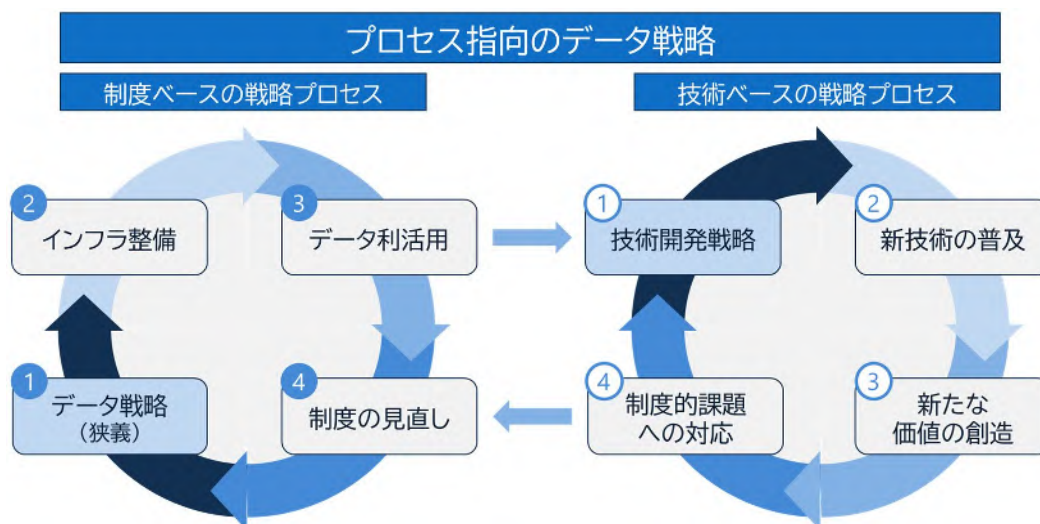 プロセス指向のデータ戦略
制度ベースの戦略プロセス
2
インフラ整備
3
データ利活用
1
データ戦略
（狭義）
4
制度の見直し
技術ベースの戦略プロセス
1
技術開発戦略
2
新技術の普及
4
制度的課題
への対応
3
新たな
価値の創造